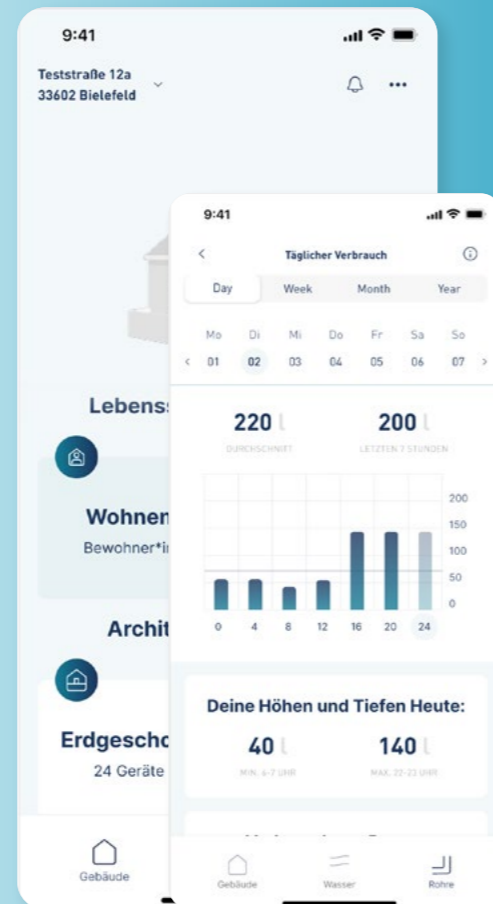 9:41
Teststraße 12a
33602 Bielefeld
Lebens
Wohnen
Bewohner*i
Archit
Erdgescho
24 Geräte
Gebäude
9:41
Täglicher Verbrauch
Day Week Month Year
Mo Di Mi Do Fr Sa So
< 01 02 03 04 05 06 07 >
220 l 200 l
DURCHSCHNITT LETZTEN 7 STUNDEN
200
150
100
50
0
0 4 8 12 16 20 24
Deine Höhen und Tiefen Heute:
40 l 140 l
MIN. 6-7 UHR MAX. 22-23 UHR
Gebäude Wasser Rohre